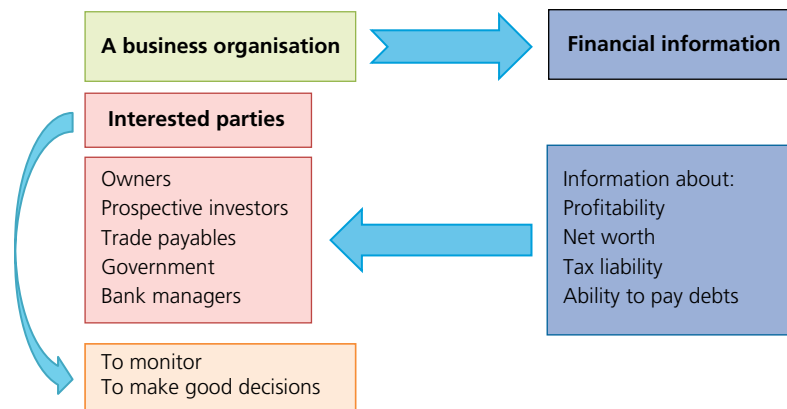 A business organisation
Financial information
Interested parties
Owners
Prospective investors
Trade payables
Government
Bank managers
Information about:
Profitability
Net worth
Tax liability
Ability to pay debts
To monitor
To make good decisions